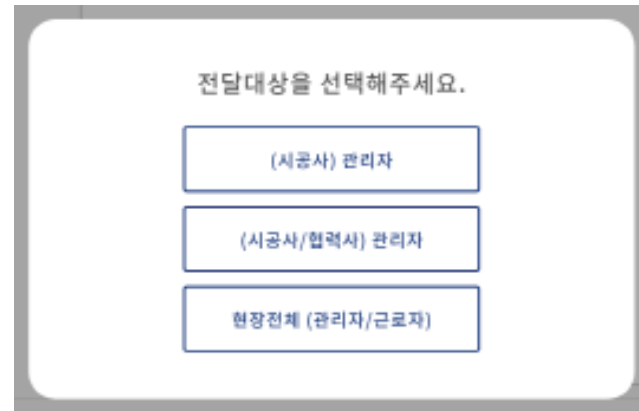 전달대상을 선택해주세요.
(시공사) 관리자
(시공사/협력사) 관리자
현장전체 (관리자/근로자)